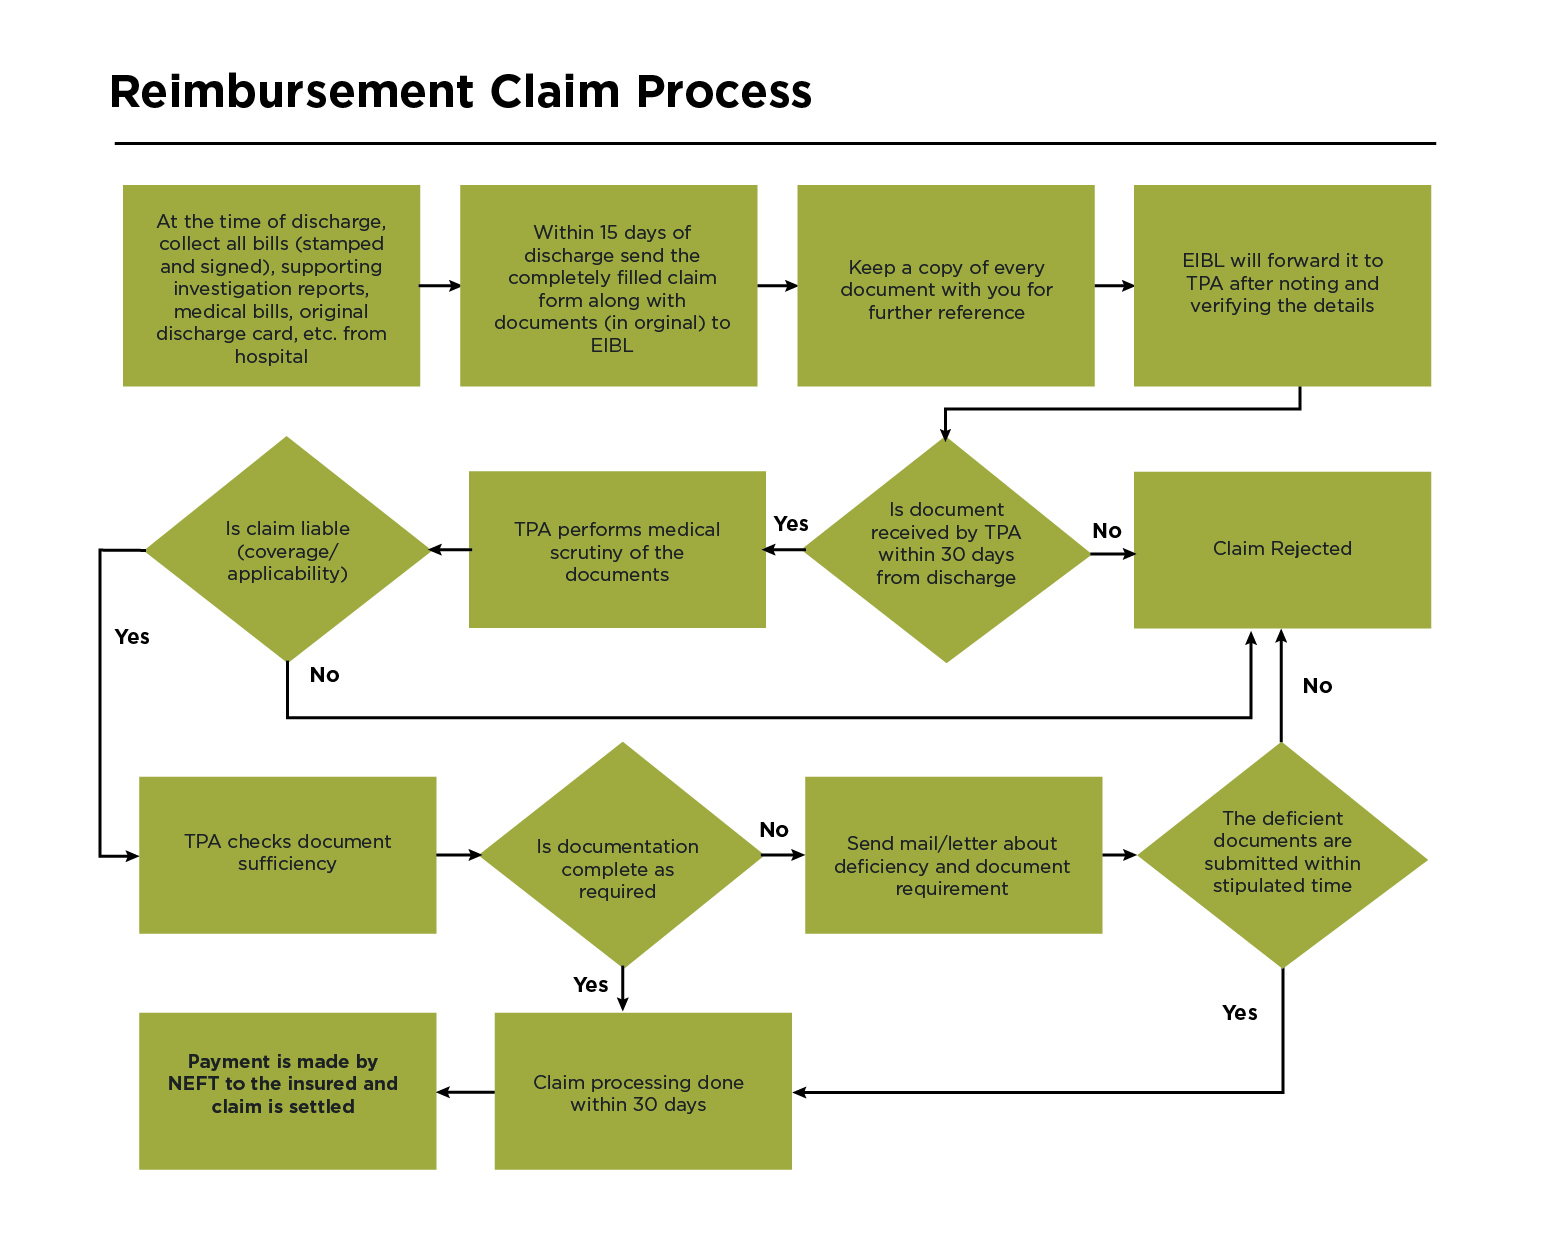 Reimbursement Claim Process
At the time of discharge,
collect all bills (stamped
and signed), supporting
investigation reports,
medical bills, original
discharge card, etc. from
hospital
Within 15 days of
discharge send the
completely filled claim
form along with
documents (in orginal) to
EIBL
Keep a copy of every
document with you for
further reference
EIBL will forward it to
TPA after noting and
verifying the details
Is claim liable
(coverage/
applicability)
TPA performs medical
scrutiny of the
documents
Yes
Is document
received by TPA
within 30 days
from discharge
No
Claim Rejected
Yes
No
No
TPA checks document
sufficiency
Is documentation
complete as
required
No
Send mail/letter about
deficiency and document
requirement
The deficient
documents are
submitted within
stipulated time
Yes
Yes
Payment is made by
NEFT to the insured and
claim is settled
Claim processing done
within 30 days